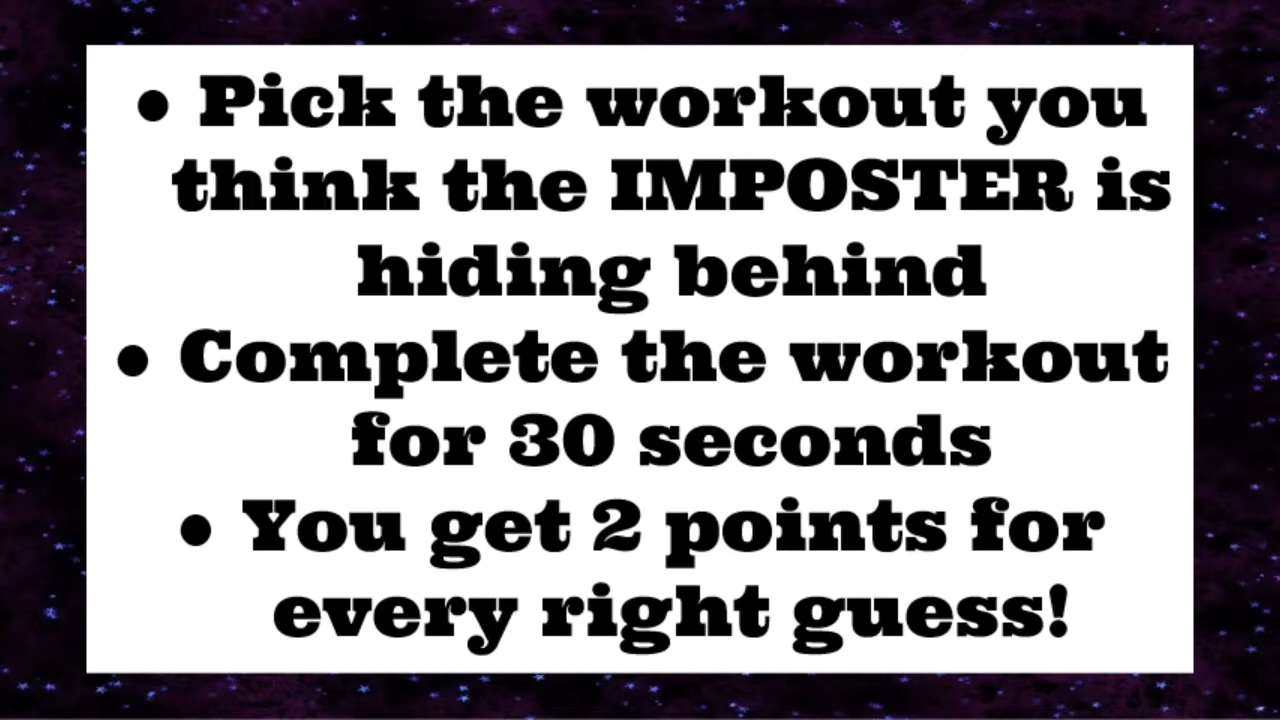 • Pick the workout you
think the IMPOSTER is
hiding behind
• Complete the workout
for 30 seconds
• You get 2 points for
every right guess!